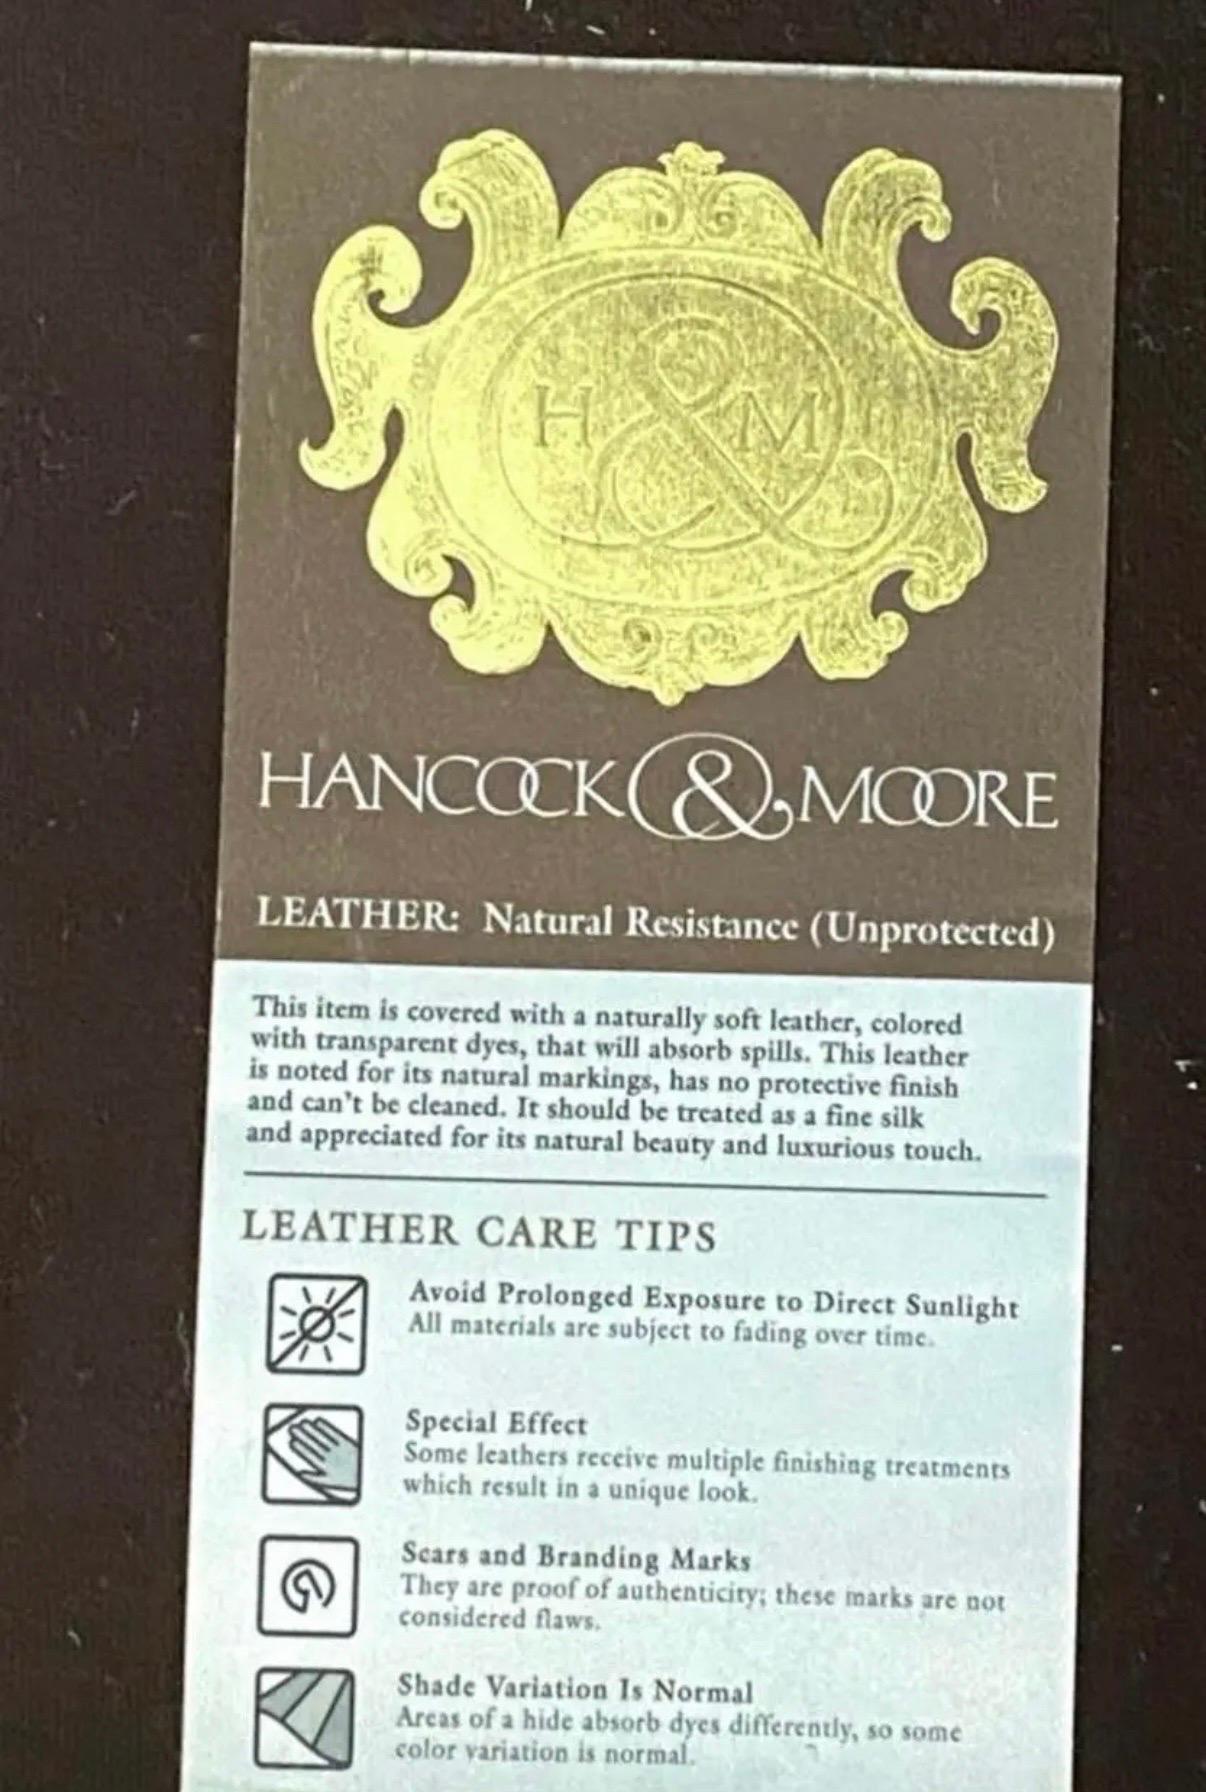 H & M
HANCOCK & MOORE
LEATHER: Natural Resistance (Unprotected)
This item is covered with a naturally soft leather, colored
with transparent dyes, that will absorb spills. This leather
is noted for its natural markings, has no protective finish
and can't be cleaned. It should be treated as a fine silk
and appreciated for its natural beauty and luxurious touch.
LEATHER CARE TIPS
Avoid Prolonged Exposure to Direct Sunlight
All materials are subject to fading over time.
Special Effect
Some leathers receive multiple finishing treatments
which result in a unique look.
Scars and Branding Marks
They are proof of authenticity; these marks are not
considered flaws.
Shade Variation Is Normal
Areas of a hide absorb dyes differently, so some
color variation is normal.